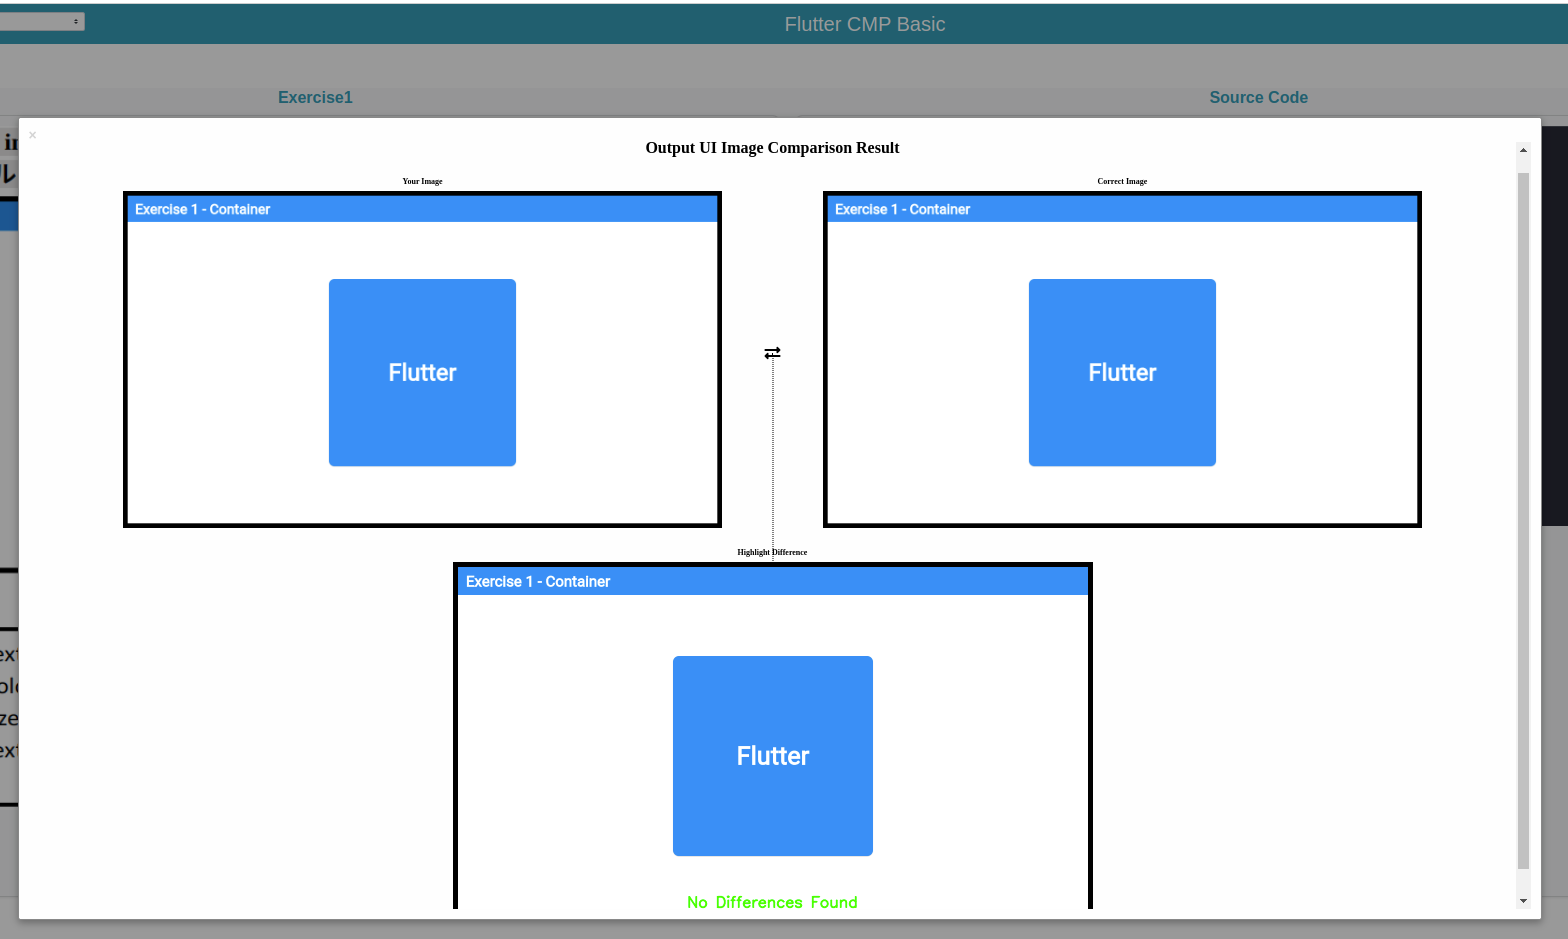 Flutter CMP Basic
Exercise1
Source Code
×
Output UI Image Comparison Result
Your Image
Correct Image
Exercise 1 - Container
Exercise 1 - Container
Flutter
Flutter
Highlight Difference
Exercise 1 - Container
Flutter
No Differences Found